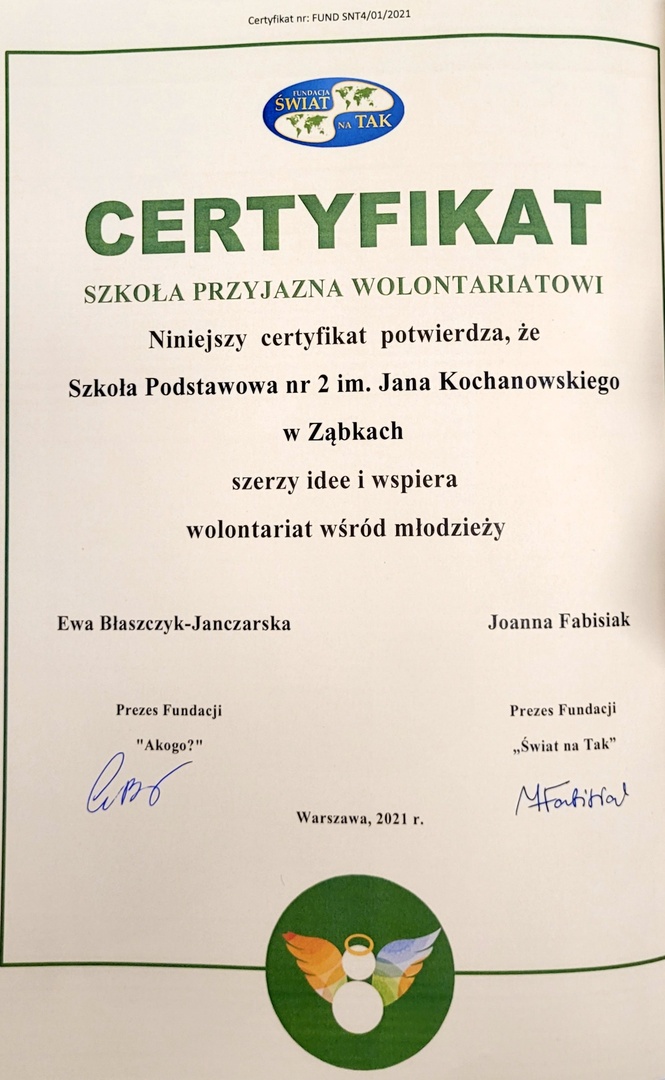 Certyfikat nr: FUND SNT4/01/2021
FUNDACJA
ŚWIAT
NA TAK
CERTYFIKAT
SZKOŁA PRZYJAZNA WOLONTARIATOWI
Niniejszy certyfikat potwierdza, że
Szkoła Podstawowa nr 2 im. Jana Kochanowskiego
w Ząbkach
szerzy idee i wspiera
wolontariat wśród młodzieży
Ewa Błaszczyk-Janczarska
Joanna Fabisiak
Prezes Fundacji
"Akogo?"
Prezes Fundacji
„Świat na Tak”
Warszawa, 2021 r.